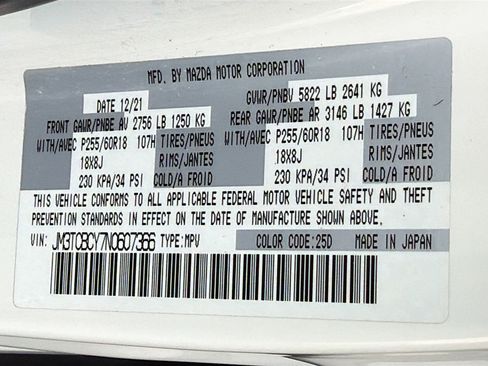 MFD. BY MAZDA MOTOR CORPORATION
DATE 12/21 GVWR/PNBV 5822 LB 2641 KG
FRONT GAWR/PNBE AV 2756 LB 1250 KG REAR GAWR/PNBE AR 3146 LB 1427 KG
WITH/AVEC P255/60R18 107H TIRES/PNEUS WITH/AVEC P255/60R18 107H TIRES/PNEUS
18X8J RIMS/JANTES 18X8J RIMS/JANTES
230 KPA/34 PSI COLD/A FROID 230 KPA/34 PSI COLD/A FROID
THIS VEHICLE CONFORMS TO ALL APPLICABLE FEDERAL MOTOR VEHICLE SAFETY AND THEFT
PREVENTION STANDARDS IN EFFECT ON THE DATE OF MANUFACTURE SHOWN ABOVE.
VIN: JM3TCBCY7N0607366 TYPE:MPV COLOR CODE:25D MADE IN JAPAN